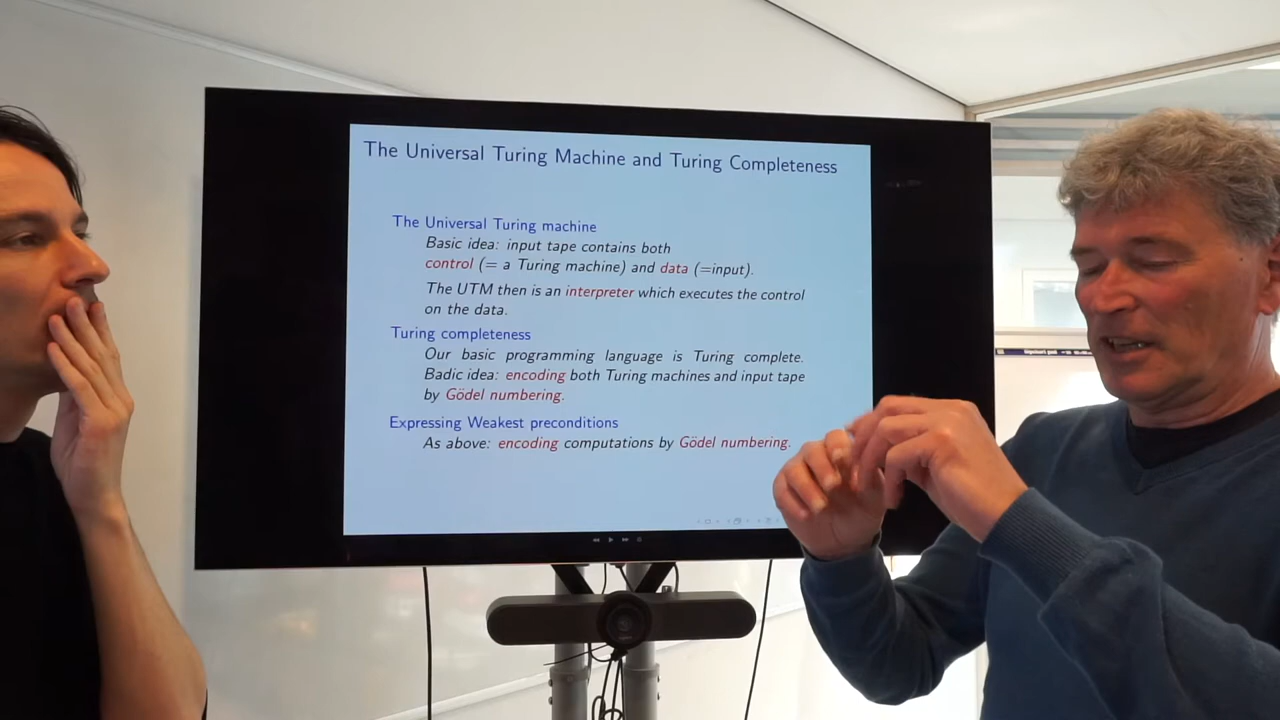 The Universal Turing Machine and Turing Completeness
The Universal Turing machine
Basic idea: input tape contains both
control (= a Turing machine) and data (=input).
The UTM then is an interpreter which executes the control
on the data.
Turing completeness
Our basic programming language is Turing complete.
Badic idea: encoding both Turing machines and input tape
by Gödel numbering.
Expressing Weakest preconditions
As above: encoding computations by Gödel numbering.